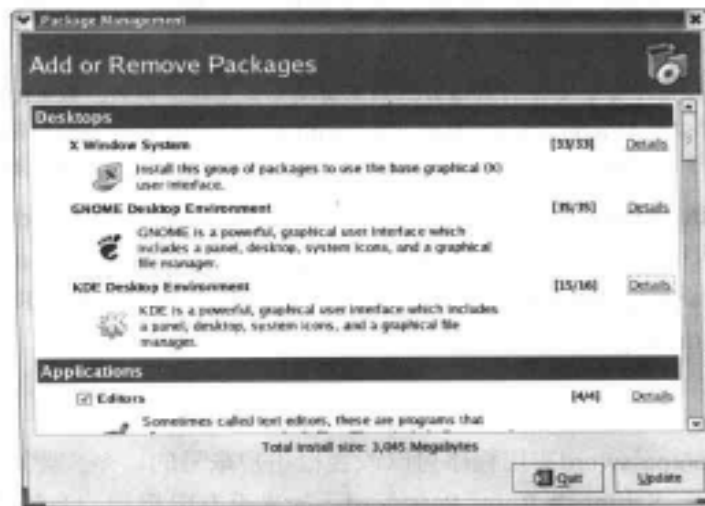 Package Management
Add or Remove Packages
Desktops
X Window System [33/33] Details
Install this group of packages to use the base graphical (X)
user interface.
GNOME Desktop Environment [35/35] Details
GNOME is a powerful, graphical user interface which
includes a panel, desktop, system icons, and a graphical
file manager.
KDE Desktop Environment [15/16] Details
KDE is a powerful, graphical user interface which includes
a panel, desktop, system icons, and a graphical file
manager.
Applications
Editors [4/4] Details
Sometimes called text editors, these are programs that
Total install size: 3,045 Megabytes
Quit Update